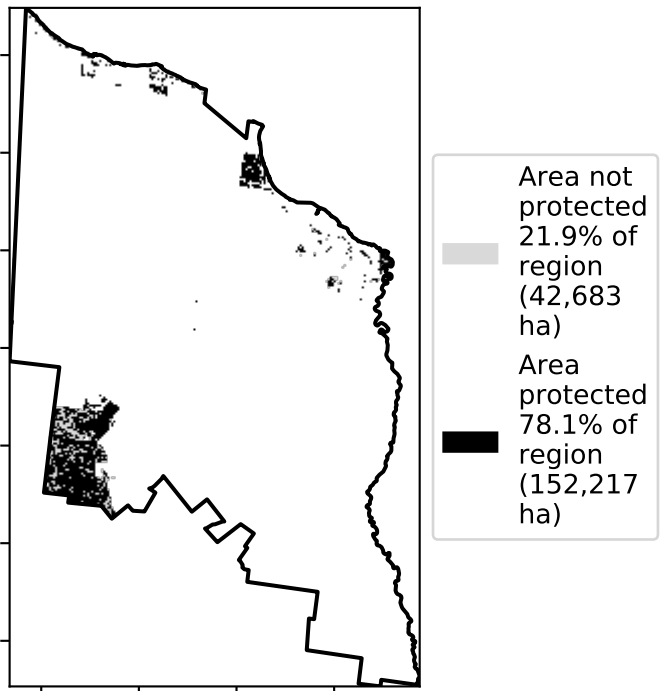 Area not
protected
21.9% of
region
(42,683
ha)
Area
protected
78.1% of
region
(152,217
ha)